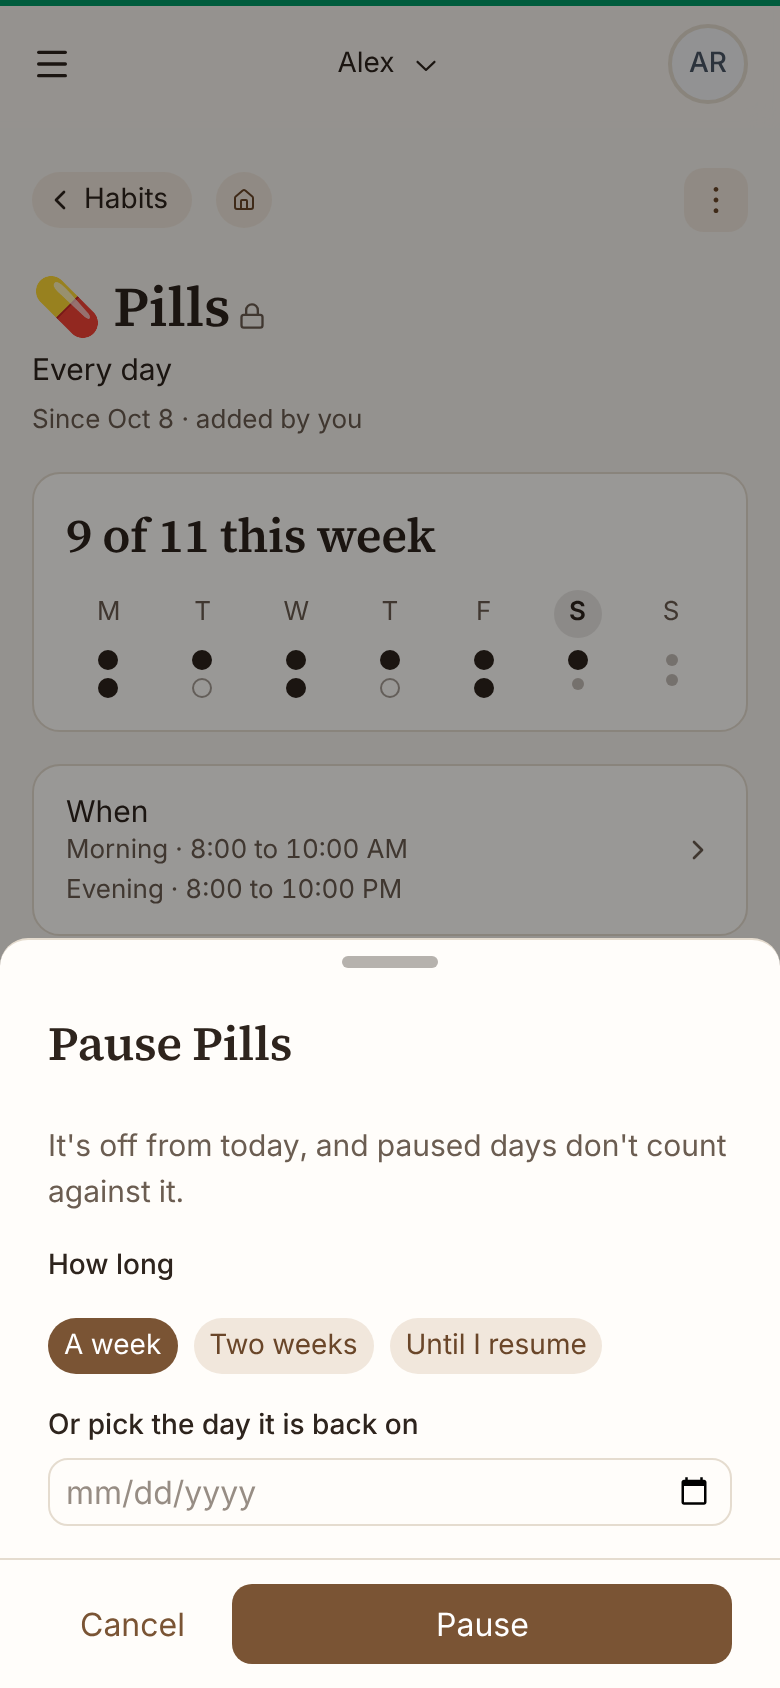 Alex
AR
Habits
Pills
Every day
Since Oct 8 · added by you
9 of 11 this week
M T W T F S S
When
Morning · 8:00 to 10:00 AM
Evening · 8:00 to 10:00 PM
Pause Pills
It's off from today, and paused days don't count
against it.
How long
A week Two weeks Until I resume
Or pick the day it is back on
mm/dd/yyyy
Cancel Pause